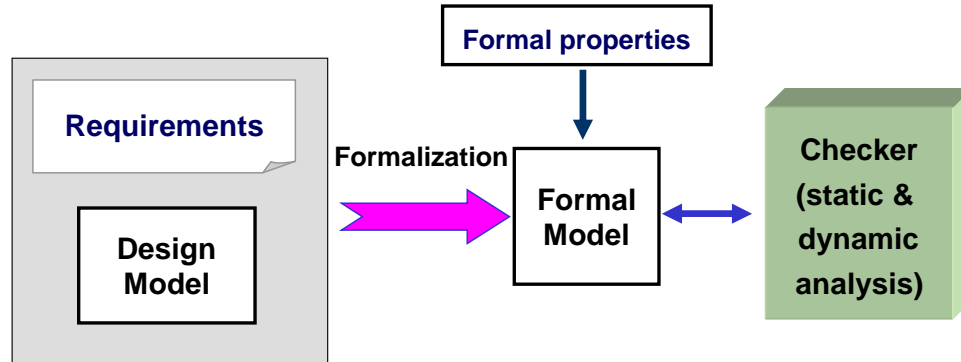 Formal properties
Requirements
Formalization
Design
Model
Formal
Model
Checker
(static &
dynamic
analysis)